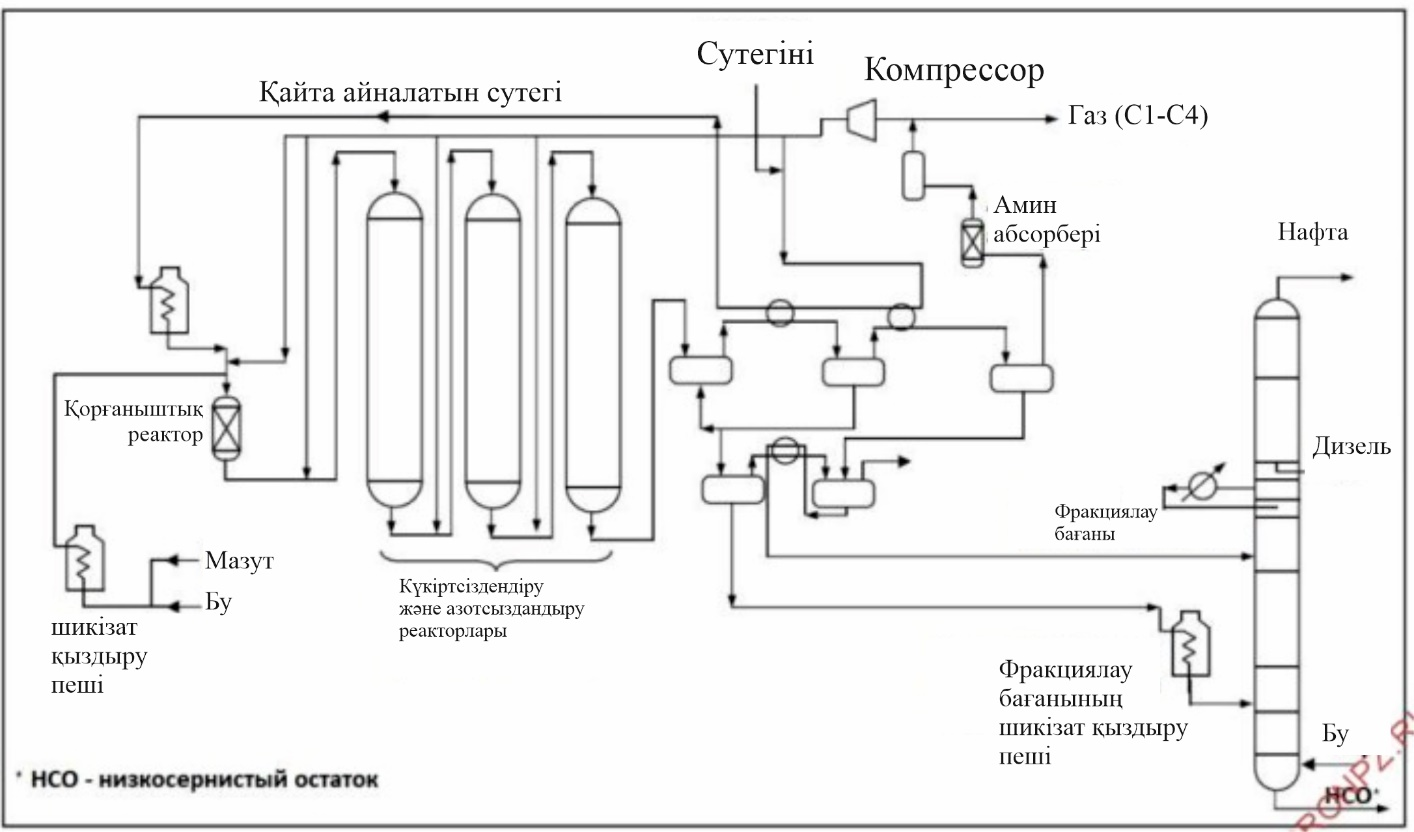 Сутегіні
Компрессор
Қайта айналатын сутегі
Газ (С1-С4)
Амин
абсорбері
Нафта
Қорғаныштық
реактор
Дизель
Фракциялау
бағаны
Мазут
Бу
шикізат
қыздыру
пеші
Күкіртсіздендіру
және азотсыздандыру
реакторлары
Фракциялау
бағанының
шикізат қыздыру
пеші
Бу
* НСО - низкосернистый остаток
НСО*